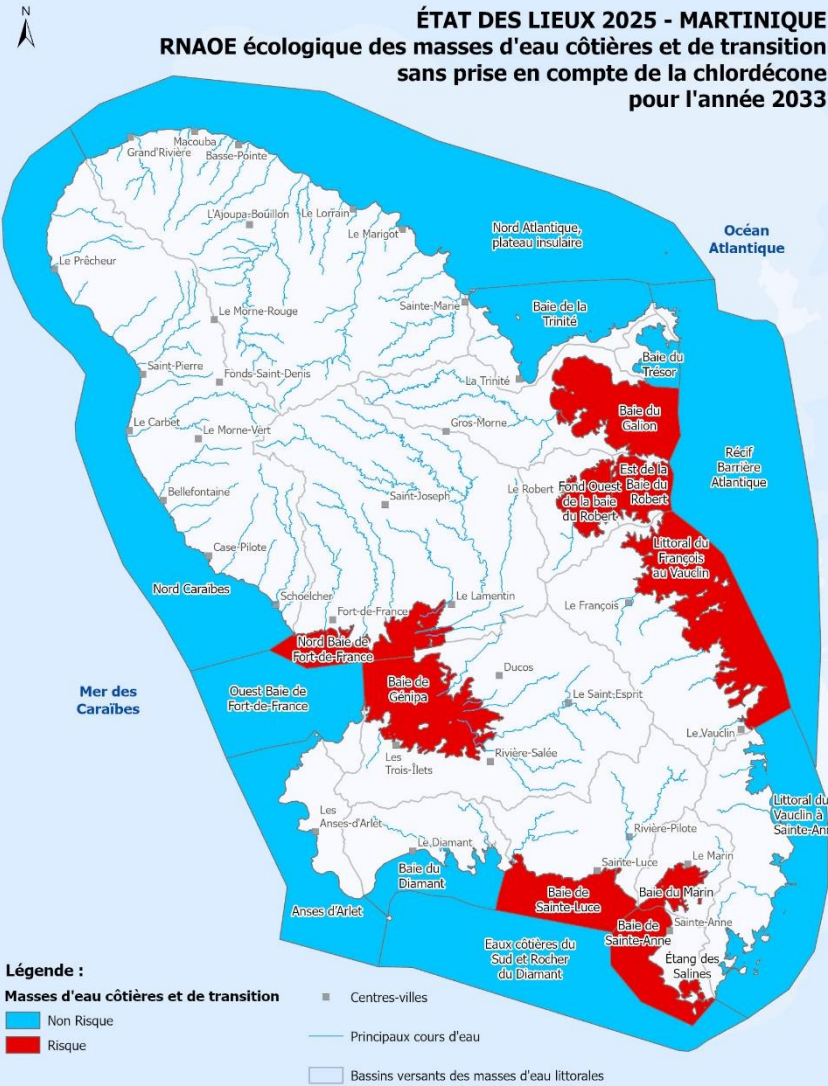 N
ÉTAT DES LIEUX 2025 - MARTINIQUE
RNAOE écologique des masses d'eau côtières et de transition
sans prise en compte de la chlordécone
pour l'année 2033
Macouba
Grand'Rivière
Basse-Pointe
L'Ajoupa-Bouillon
Le Lorrain
Le Marigot
Nord Atlantique,
plateau insulaire
Océan
Atlantique
Le Prêcheur
Le Morne-Rouge
Sainte-Marie
Baie de la
Trinité
Baie du
Trésor
Saint-Pierre
Fonds-Saint-Denis
La Trinité
Baie du
Galion
Le Carbet
Le Morne-Vert
Gros-Morne
Récif
Barrière
Atlantique
Bellefontaine
Saint-Joseph
Le Robert
Fond Ouest
de la baie
du Robert
Est de la
Baie du
Robert
Case-Pilote
Littoral du
François
au Vauclin
Nord Caraïbes
Schoelcher
Fort-de-France
Le Lamentin
Le François
Nord Baie de
Fort-de-France
Mer des
Caraïbes
Ouest Baie de
Fort-de-France
Baie de
Génipa
Ducos
Le Saint-Esprit
Le Vauclin
Les
Trois-Îlets
Rivière-Salée
Les
Anses-d'Arlet
Littoral du
Vauclin à
Sainte-Ann
Le Diamant
Rivière-Pilote
Baie du
Diamant
Sainte-Luce
Le Marin
Baie de
Sainte-Luce
Baie du Marin
Anses d'Arlet
Baie de
Sainte-Anne
Sainte-Anne
Eaux côtières du
Sud et Rocher
du Diamant
Étang des
Salines
Légende :
Masses d'eau côtières et de transition
Non Risque
Risque
Centres-villes
Principaux cours d'eau
Bassins versants des masses d'eau littorales